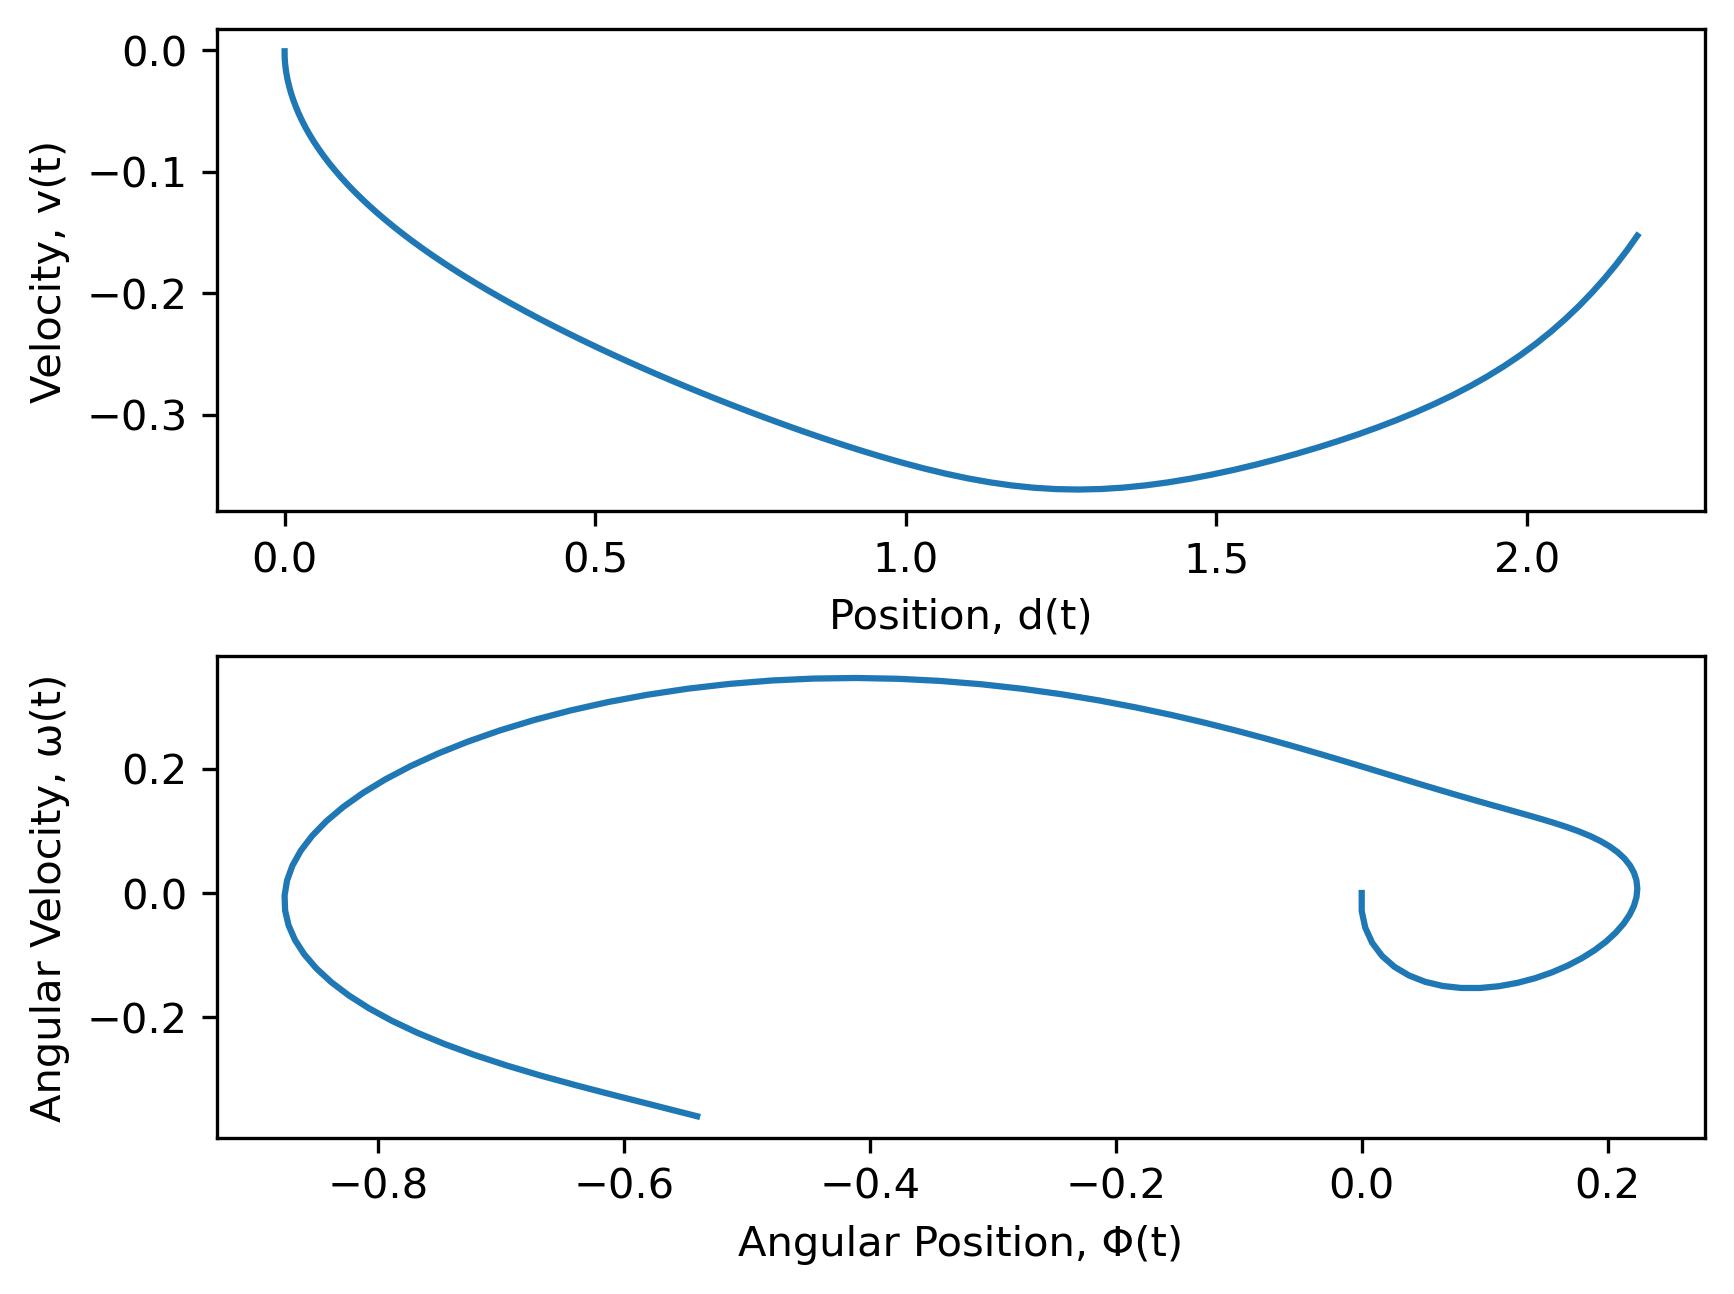 Velocity, v(t)
0.0
−0.1
−0.2
−0.3
0.0 0.5 1.0 1.5 2.0
Position, d(t)
Angular Velocity, ω(t)
0.2
0.0
−0.2
−0.8 −0.6 −0.4 −0.2 0.0 0.2
Angular Position, Φ(t)